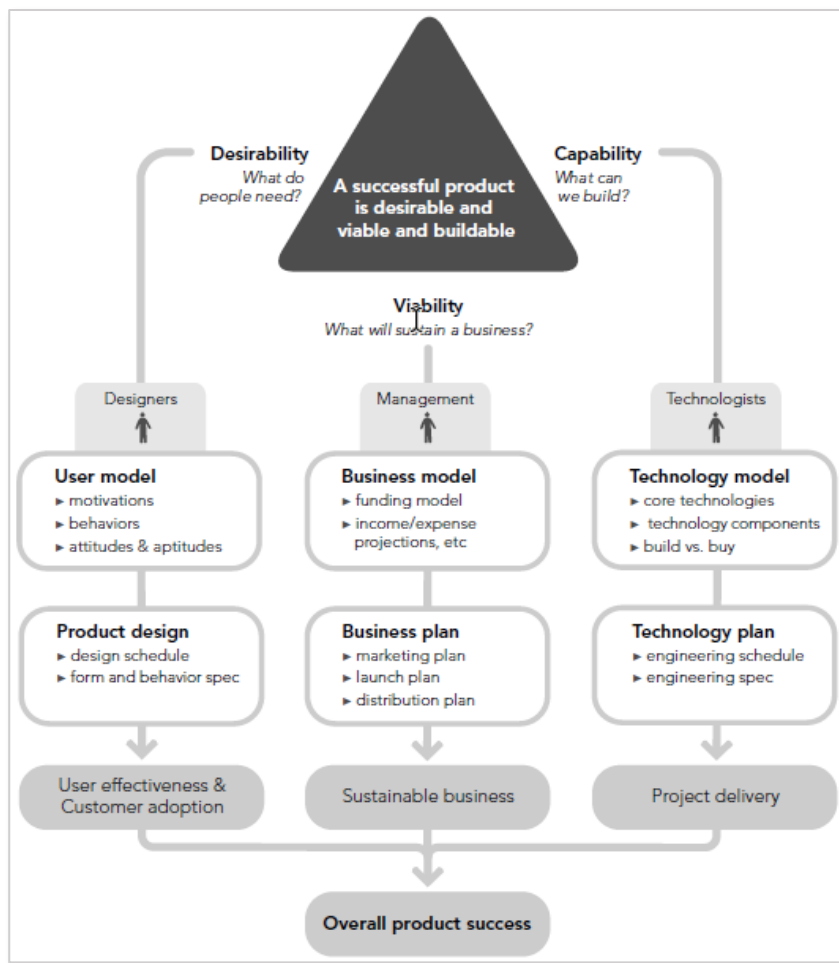 Desirability
What do
people need?
A successful product
is desirable and
viable and buildable
Capability
What can
we build?
Viability
What will sustain a business?
Designers
User model
▸ motivations
▸ behaviors
▸ attitudes & aptitudes
Product design
▸ design schedule
▸ form and behavior spec
User effectiveness &
Customer adoption
Management
Business model
▸ funding model
▸ income/expense
projections, etc
Business plan
▸ marketing plan
▸ launch plan
▸ distribution plan
Sustainable business
Technologists
Technology model
▸ core technologies
▸ technology components
▸ build vs. buy
Technology plan
▸ engineering schedule
▸ engineering spec
Project delivery
Overall product success